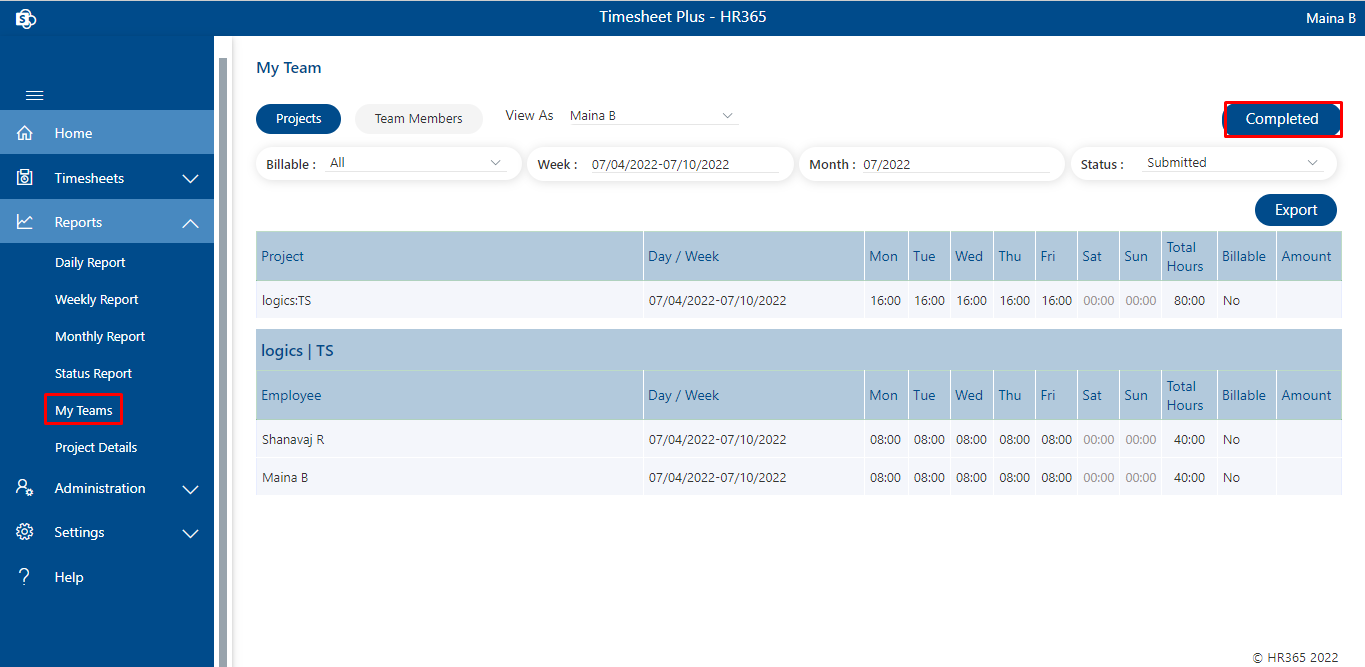 S
Timesheet Plus - HR365
Maina B
Home
Timesheets
Reports
Daily Report
Weekly Report
Monthly Report
Status Report
My Teams
Project Details
Administration
Settings
? Help
My Team
Projects Team Members View As Maina B Completed
Billable : All Week : 07/04/2022-07/10/2022 Month : 07/2022 Status : Submitted
Export
Project Day / Week Mon Tue Wed Thu Fri Sat Sun Total Hours Billable Amount
logics:TS 07/04/2022-07/10/2022 16:00 16:00 16:00 16:00 16:00 00:00 00:00 80:00 No
logics | TS
Employee Day / Week Mon Tue Wed Thu Fri Sat Sun Total Hours Billable Amount
Shanavaj R 07/04/2022-07/10/2022 08:00 08:00 08:00 08:00 08:00 00:00 00:00 40:00 No
Maina B 07/04/2022-07/10/2022 08:00 08:00 08:00 08:00 08:00 00:00 00:00 40:00 No
© HR365 2022